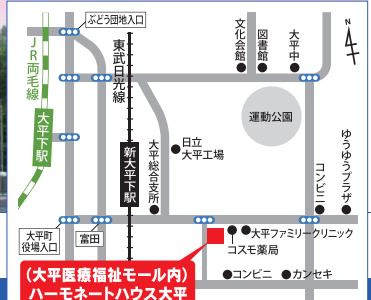 ぶどう団地入口
JR両毛線
大平下駅
東武日光線
新大平下駅
文化会館
図書館
大平中
N
運動公園
日立
大平工場
大平総合支所
ゆうゆうプラザ
コンビニ
大平町
役場入口
富田
大平ファミリークリニック
コスモ薬局
コンビニ
カンセキ
(大平医療福祉モール内)
ハーモネートハウス大平